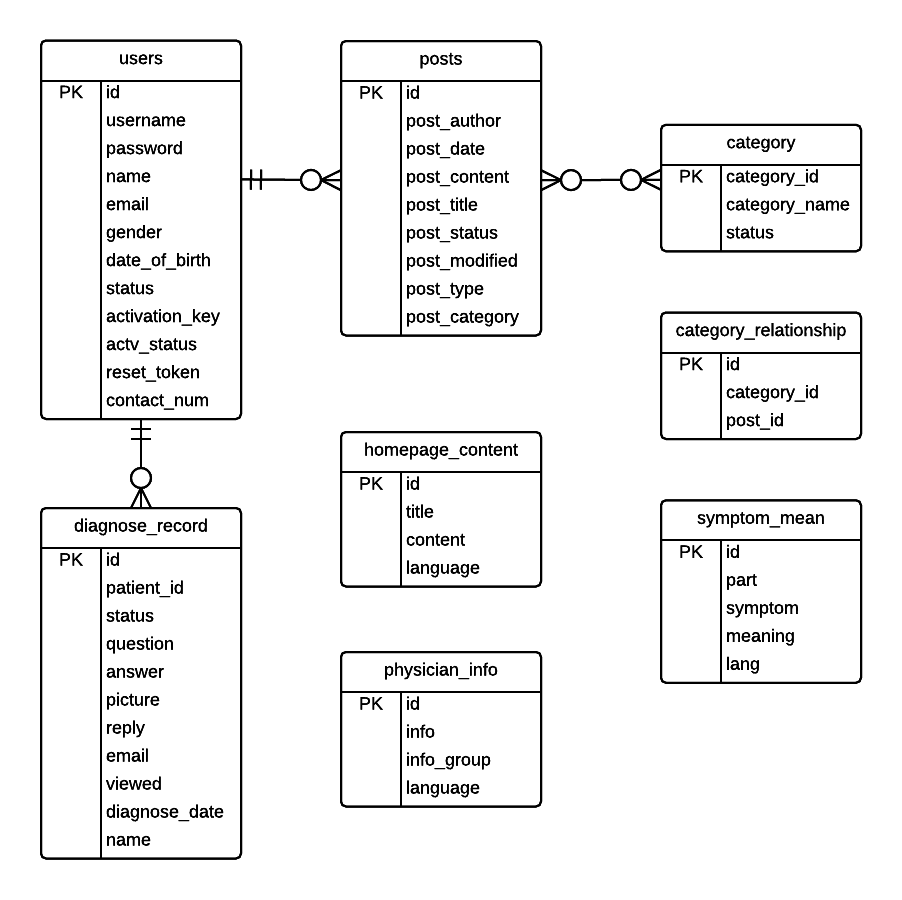 users
PK id
username
password
name
email
gender
date_of_birth
status
activation_key
actv_status
reset_token
contact_num
posts
PK id
post_author
post_date
post_content
post_title
post_status
post_modified
post_type
post_category
category
PK category_id
category_name
status
category_relationship
PK id
category_id
post_id
diagnose_record
PK id
patient_id
status
question
answer
picture
reply
email
viewed
diagnose_date
name
homepage_content
PK id
title
content
language
physician_info
PK id
info
info_group
language
symptom_mean
PK id
part
symptom
meaning
lang